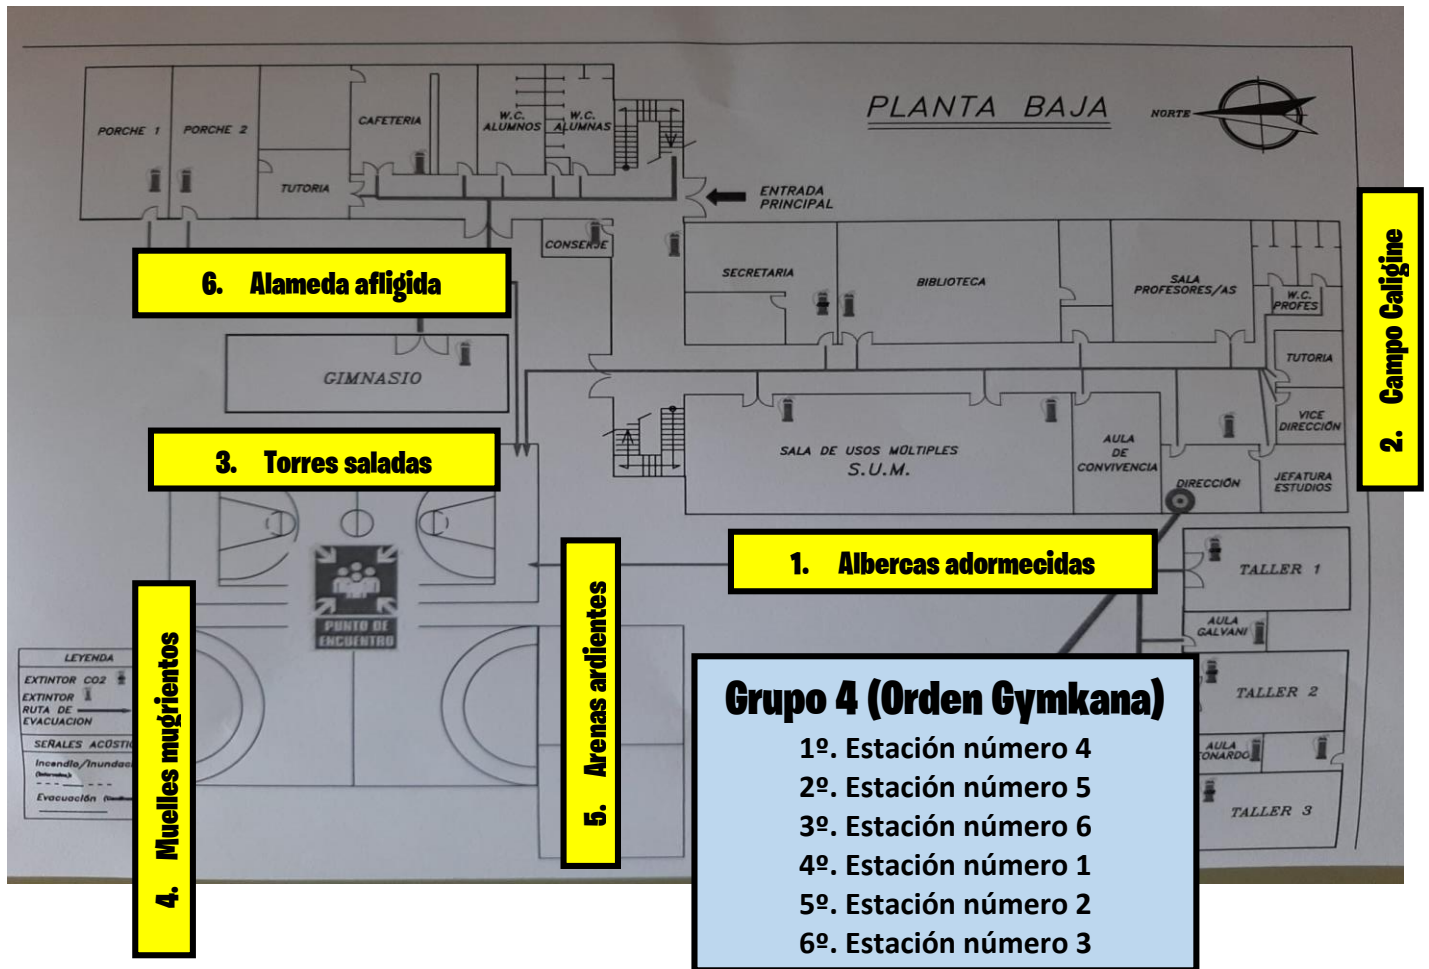 PLANTA BAJA
NORTE
PORCHE 1
PORCHE 2
CAFETERIA
W.C.
ALUMNOS
W.C.
ALUMNAS
TUTORIA
ENTRADA
PRINCIPAL
CONSERJE
6. Alameda afligida
SECRETARIA
BIBLIOTECA
SALA
PROFESORES/AS
W.C.
PROFES
TUTORIA
VICE
DIRECCIÓN
2. Campo Caligine
GIMNASIO
3. Torres saladas
SALA DE USOS MÚLTIPLES
S.U.M.
AULA
DE
CONVIVENCIA
DIRECCIÓN
JEFATURA
ESTUDIOS
1. Albercas adormecidas
TALLER 1
AULA
GALVANI
TALLER 2
AULA
TALLER 3
PUNTO DE
ENCUENTRO
5. Arenas ardientes
4. Muelles mugrientos
LEYENDA
EXTINTOR CO2
EXTINTOR
RUTA DE
EVACUACION
SEÑALES
Incendio/
Evacuación
Grupo 4 (Orden Gymkana)
1º. Estación número 4
2º. Estación número 5
3º. Estación número 6
4º. Estación número 1
5º. Estación número 2
6º. Estación número 3